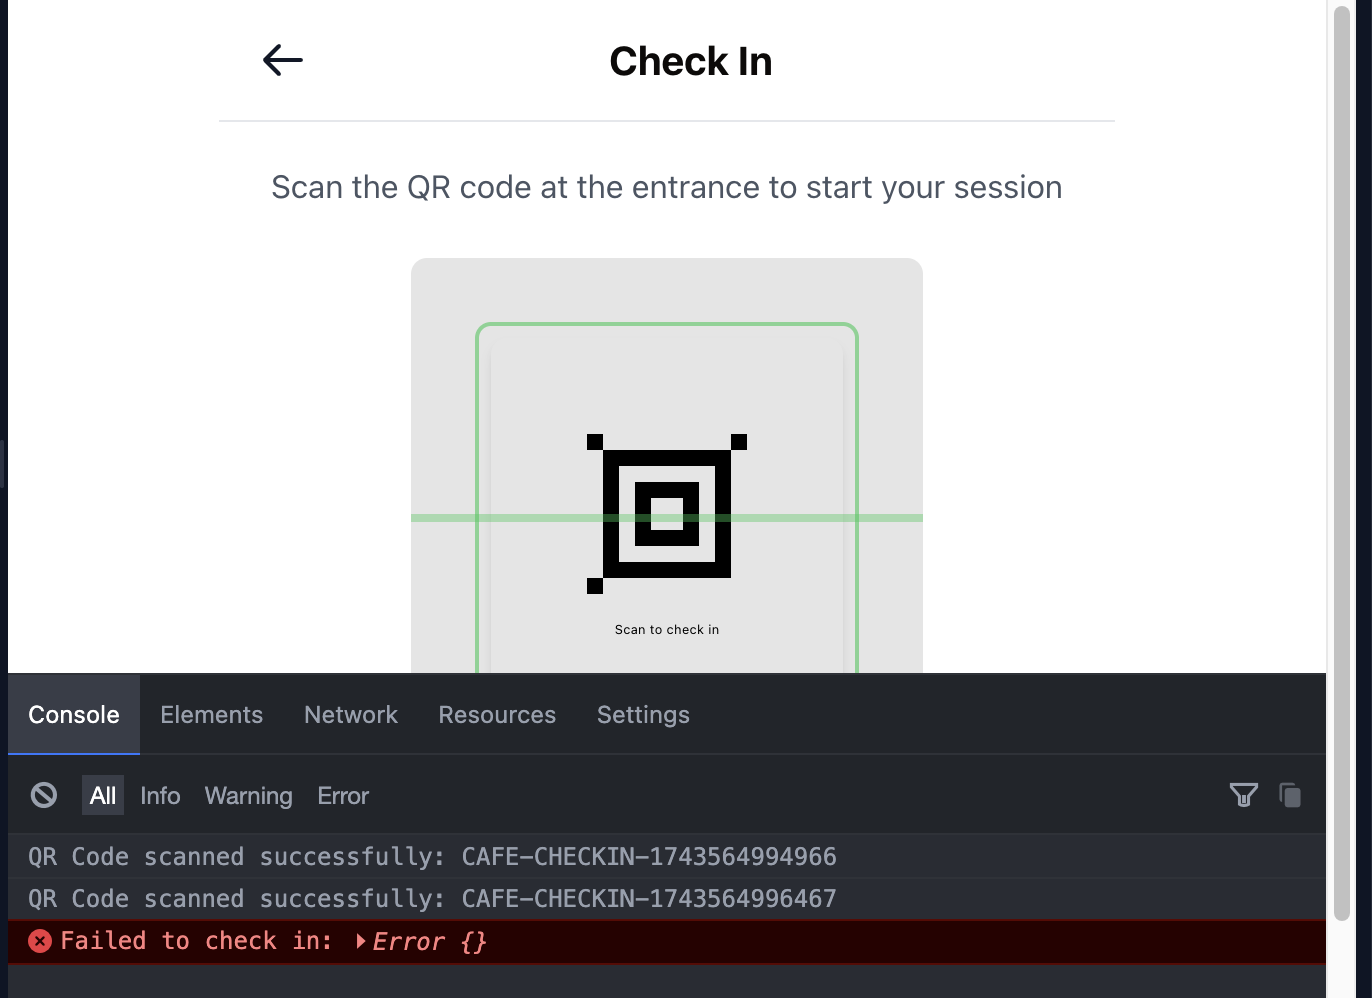 Check In
Scan the QR code at the entrance to start your session
Scan to check in
Console Elements Network Resources Settings
All Info Warning Error
QR Code scanned successfully: CAFE-CHECKIN-1743564994966
QR Code scanned successfully: CAFE-CHECKIN-1743564996467
Failed to check in: Error {}